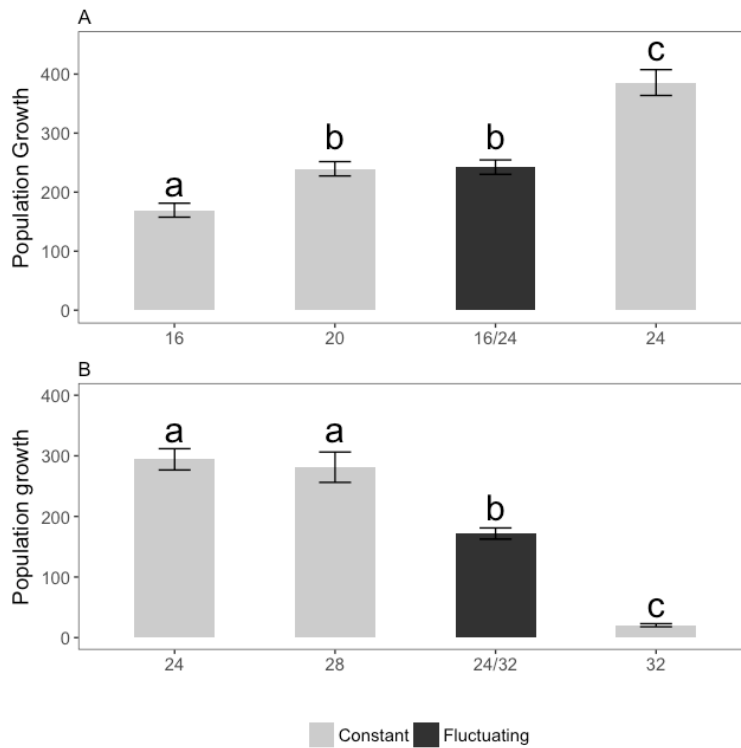 A
Population Growth
400
300
200
100
0
a
b
b
c
16
20
16/24
24
B
Population growth
400
300
200
100
0
a
a
b
c
24
28
24/32
32
Constant
Fluctuating